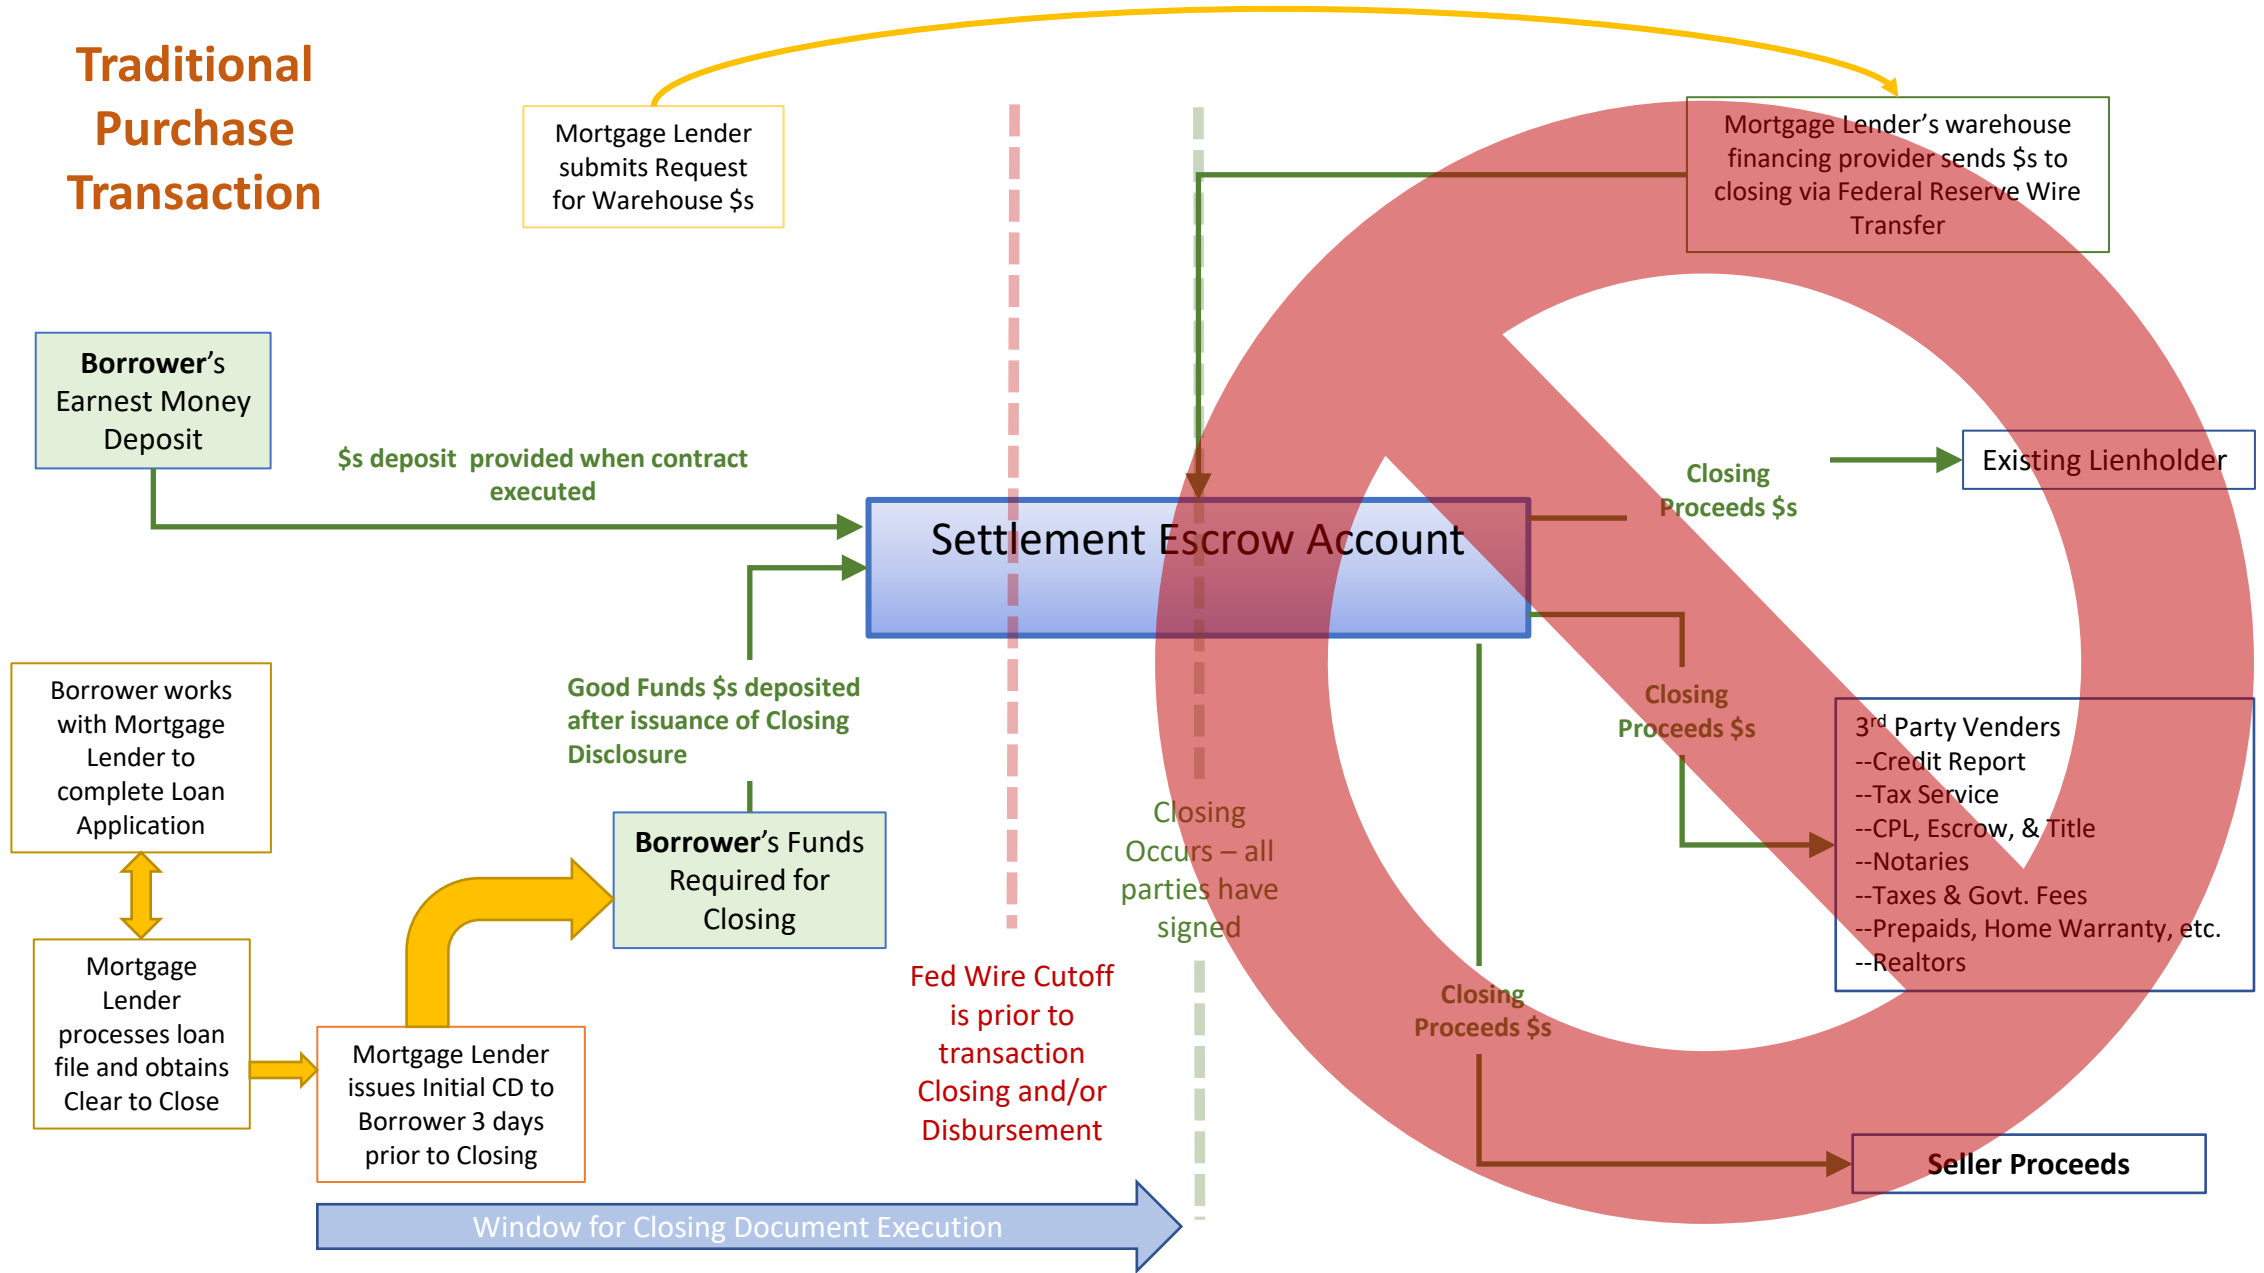 Traditional
Purchase
Transaction
Mortgage Lender
submits Request
for Warehouse $s
Mortgage Lender’s warehouse
financing provider sends $s to
closing via Federal Reserve Wire
Transfer
Borrower’s
Earnest Money
Deposit
$s deposit  provided when contract
executed
Settlement Escrow Account
Closing
Proceeds $s
Existing Lienholder
Borrower works
with Mortgage
Lender to
complete Loan
Application
Good Funds $s deposited
after issuance of Closing
Disclosure
Closing
Proceeds $s
3rd Party Venders
--Credit Report
--Tax Service
--CPL, Escrow, & Title
--Notaries
--Taxes & Govt. Fees
--Prepaids, Home Warranty, etc.
--Realtors
Borrower’s Funds
Required for
Closing
Closing
Occurs – all
parties have
signed
Mortgage
Lender
processes loan
file and obtains
Clear to Close
Mortgage Lender
issues Initial CD to
Borrower 3 days
prior to Closing
Fed Wire Cutoff
is prior to
transaction
Closing and/or
Disbursement
Closing
Proceeds $s
Seller Proceeds
Window for Closing Document Execution